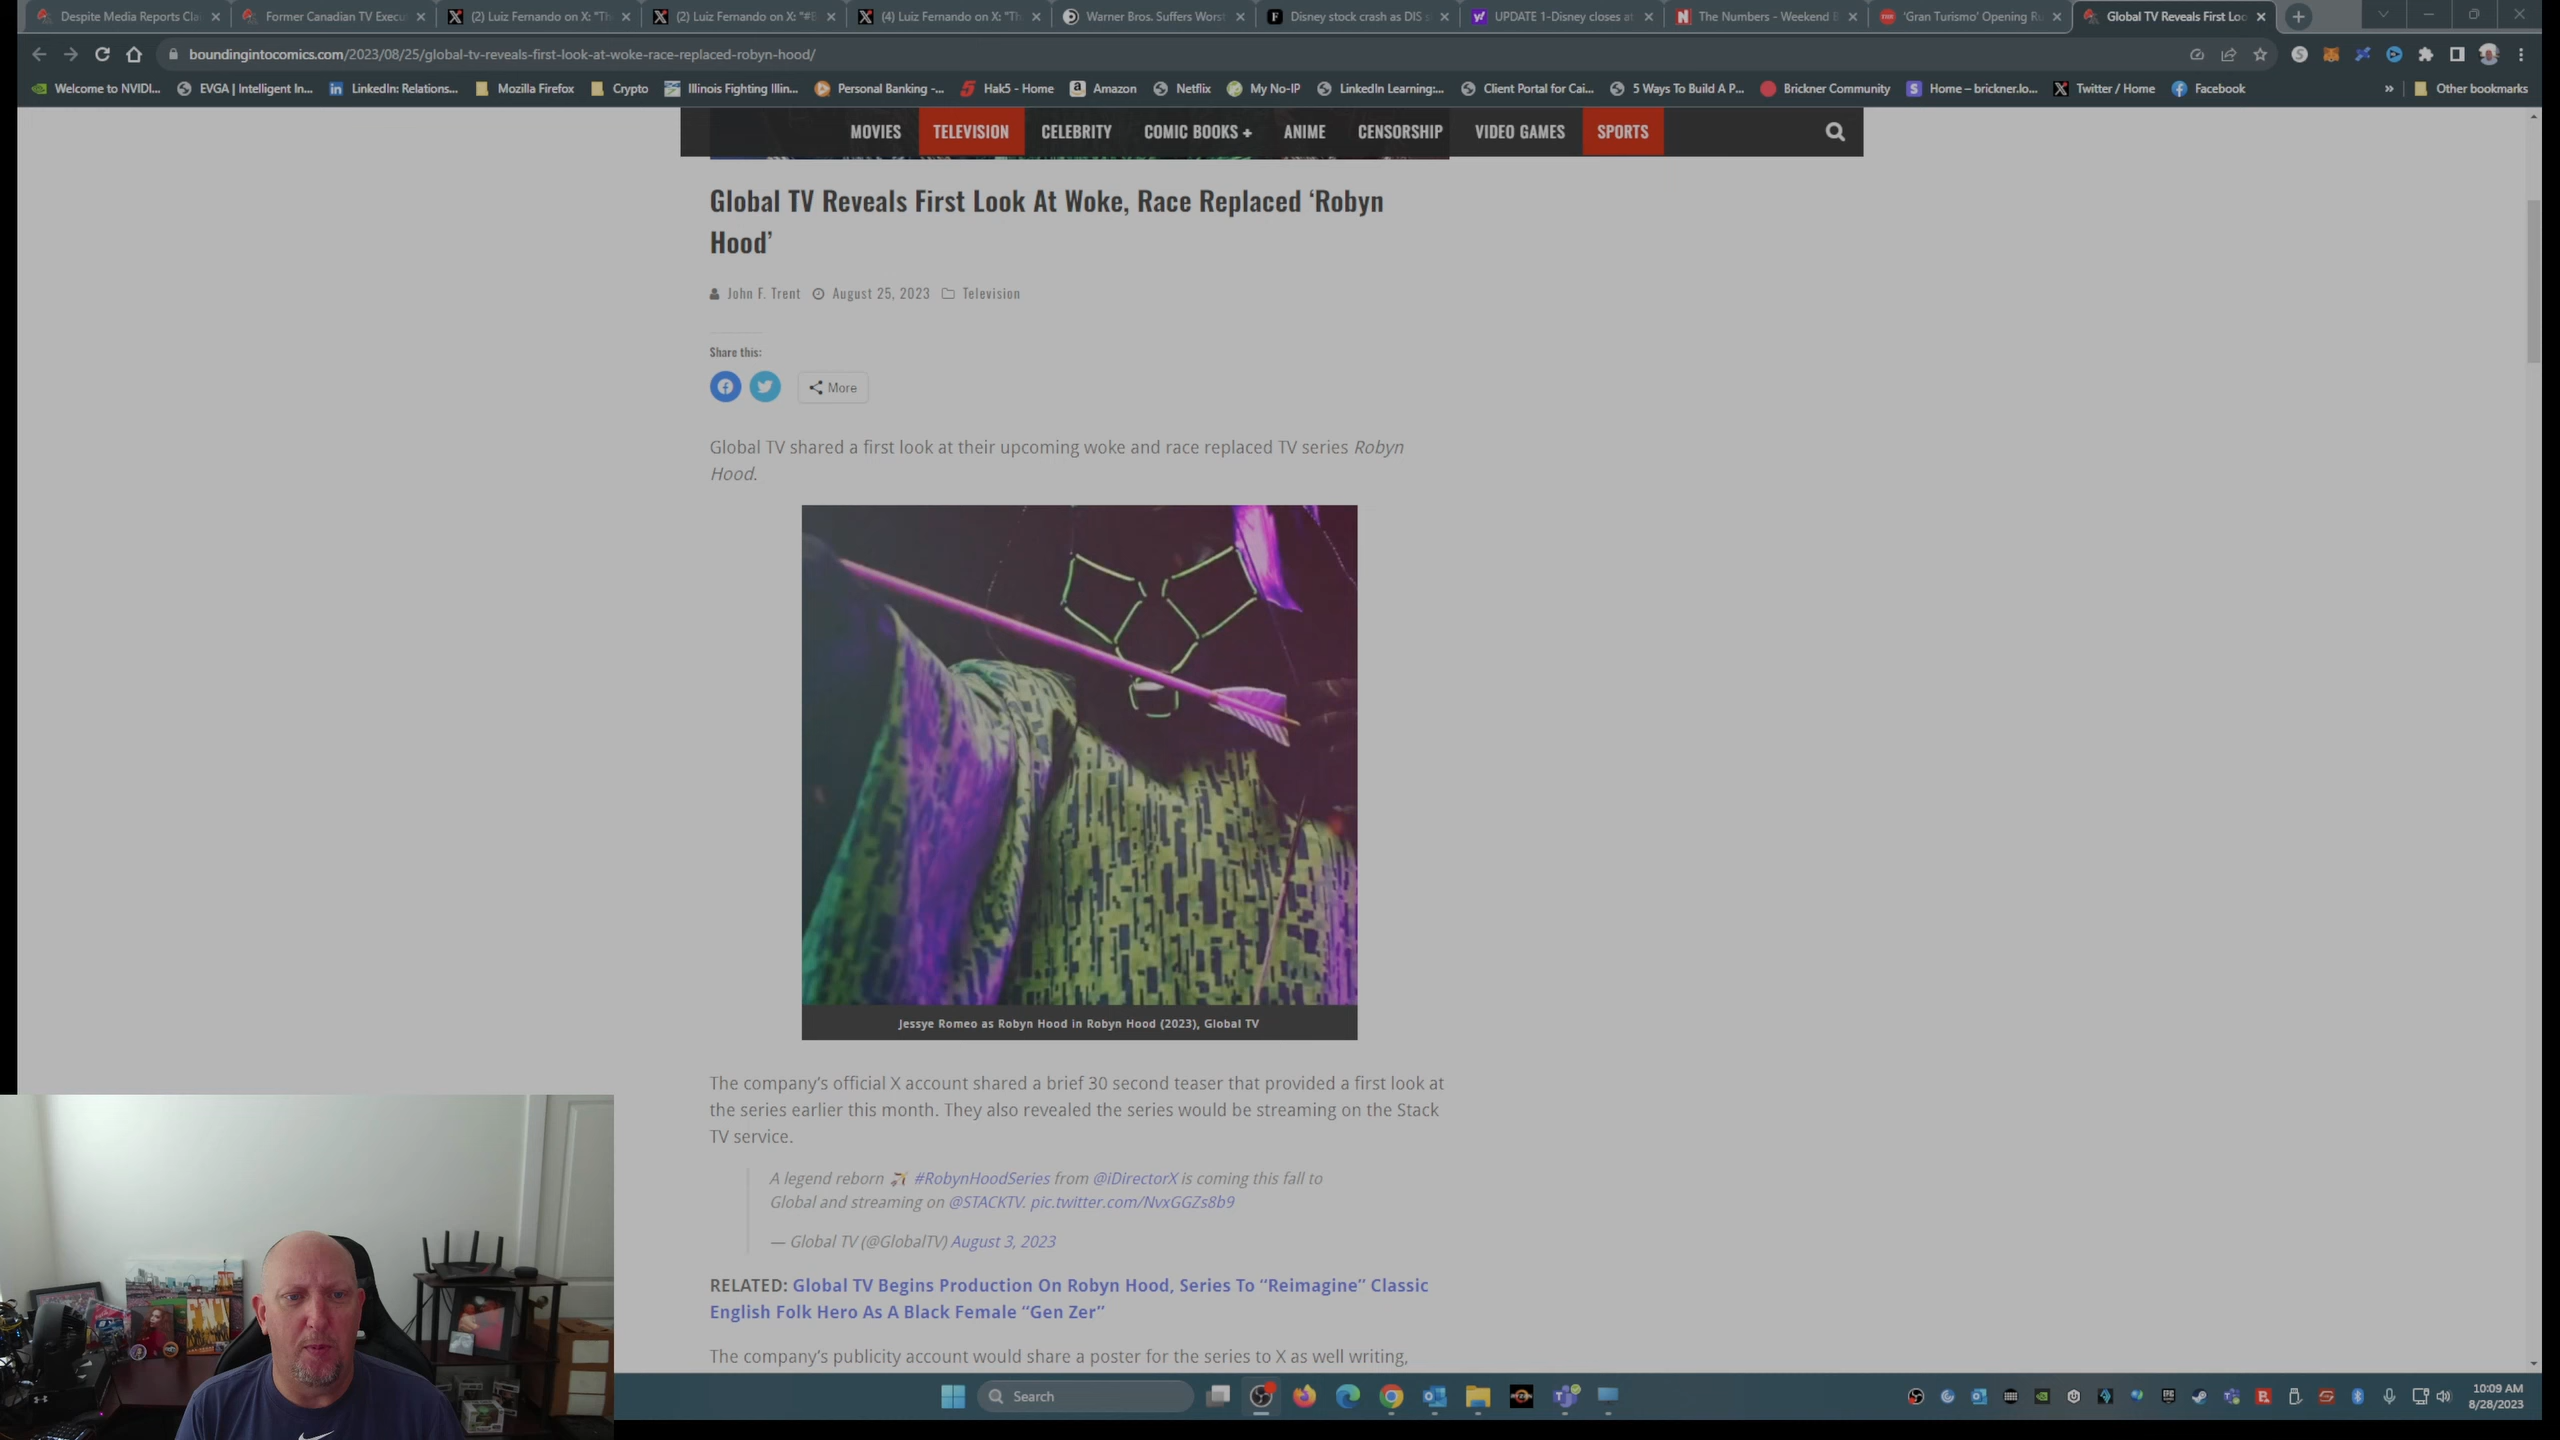 Despite Media Reports Cla
Former Canadian TV Execu
(2) Luiz Fernando on X: "Th
(2) Luiz Fernando on X: "#B
(4) Luiz Fernando on X: "Th
Warner Bros. Suffers Worst
Disney stock crash as DIS s
UPDATE 1-Disney closes at
The Numbers - Weekend B
'Gran Turismo' Opening Ru
Global TV Reveals First Loo
boundingintocomics.com/2023/08/25/global-tv-reveals-first-look-at-woke-race-replaced-robyn-hood/
Welcome to NVIDI...
EVGA | Intelligent In...
LinkedIn: Relations...
Mozilla Firefox
Crypto
Illinois Fighting Illin...
Personal Banking -...
Hak5 - Home
Amazon
Netflix
My No-IP
LinkedIn Learning:...
Client Portal for Cai...
5 Ways To Build A P...
Brickner Community
Home – brickner.lo...
Twitter / Home
Facebook
»
Other bookmarks
MOVIES
TELEVISION
CELEBRITY
COMIC BOOKS +
ANIME
CENSORSHIP
VIDEO GAMES
SPORTS
Global TV Reveals First Look At Woke, Race Replaced ‘Robyn
Hood’
John F. Trent August 25, 2023 Television
Share this:
More
Global TV shared a first look at their upcoming woke and race replaced TV series Robyn
Hood.
Jessye Romeo as Robyn Hood in Robyn Hood (2023), Global TV
The company’s official X account shared a brief 30 second teaser that provided a first look at
the series earlier this month. They also revealed the series would be streaming on the Stack
TV service.
A legend reborn 🏹 #RobynHoodSeries from @iDirectorX is coming this fall to
Global and streaming on @STACKTV. pic.twitter.com/NvxGGZs8b9
— Global TV (@GlobalTV) August 3, 2023
RELATED: Global TV Begins Production On Robyn Hood, Series To “Reimagine” Classic
English Folk Hero As A Black Female “Gen Zer”
The company’s publicity account would share a poster for the series to X as well writing,
Search
10:09 AM
8/28/2023